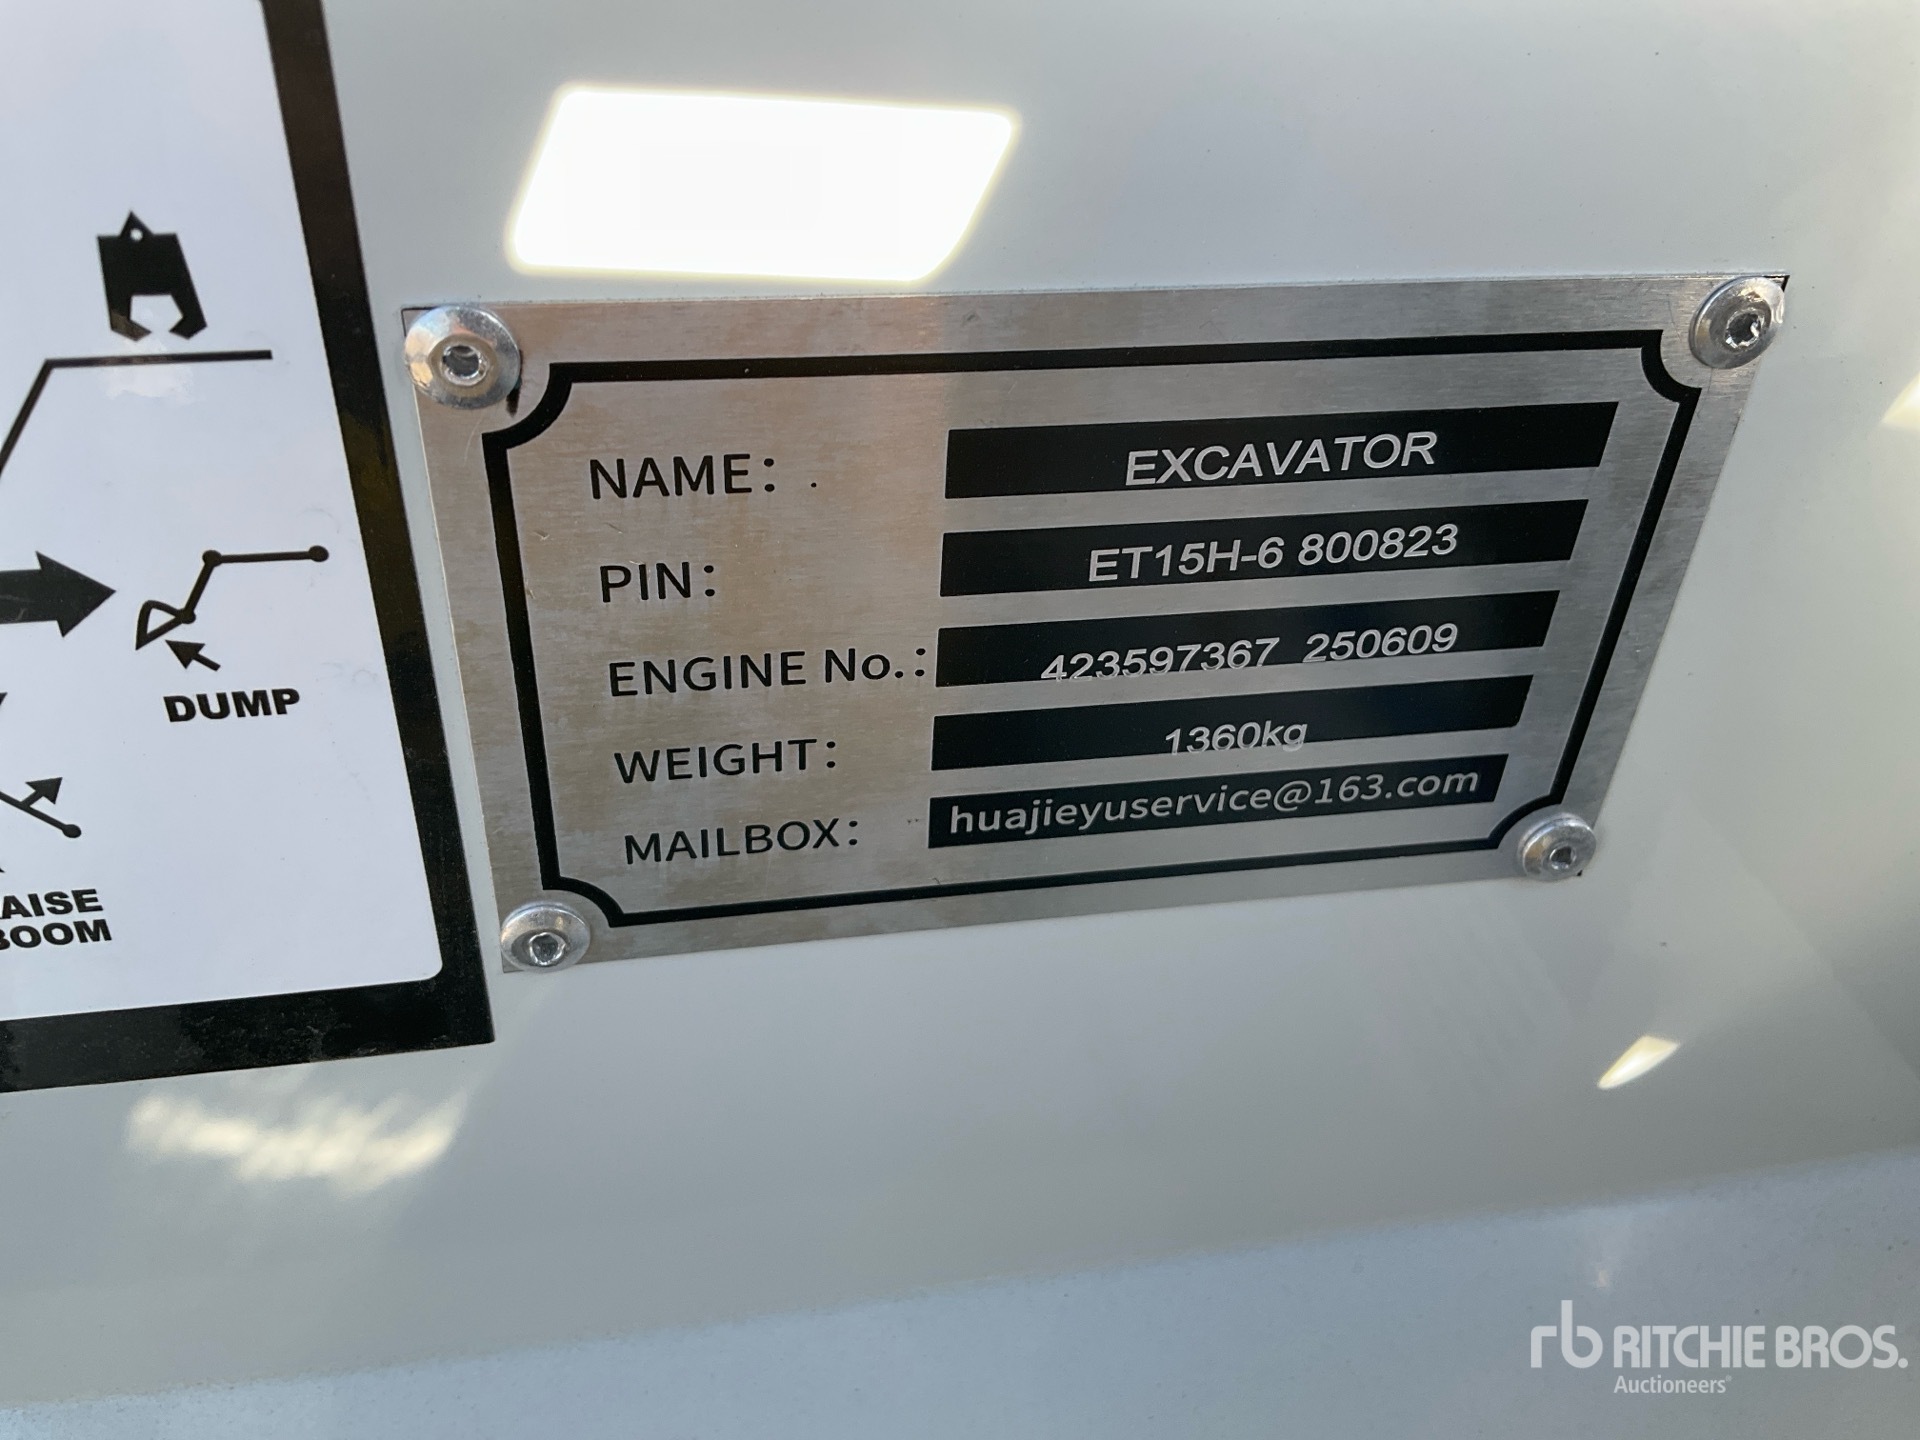 NAME: EXCAVATOR
PIN: ET15H-6 800823
ENGINE No.: 423597367 250609
WEIGHT: 1360kg
MAILBOX: huajieyuservice@163.com
DUMP
AISE
BOOM
rb RITCHIE BROS.
Auctioneers